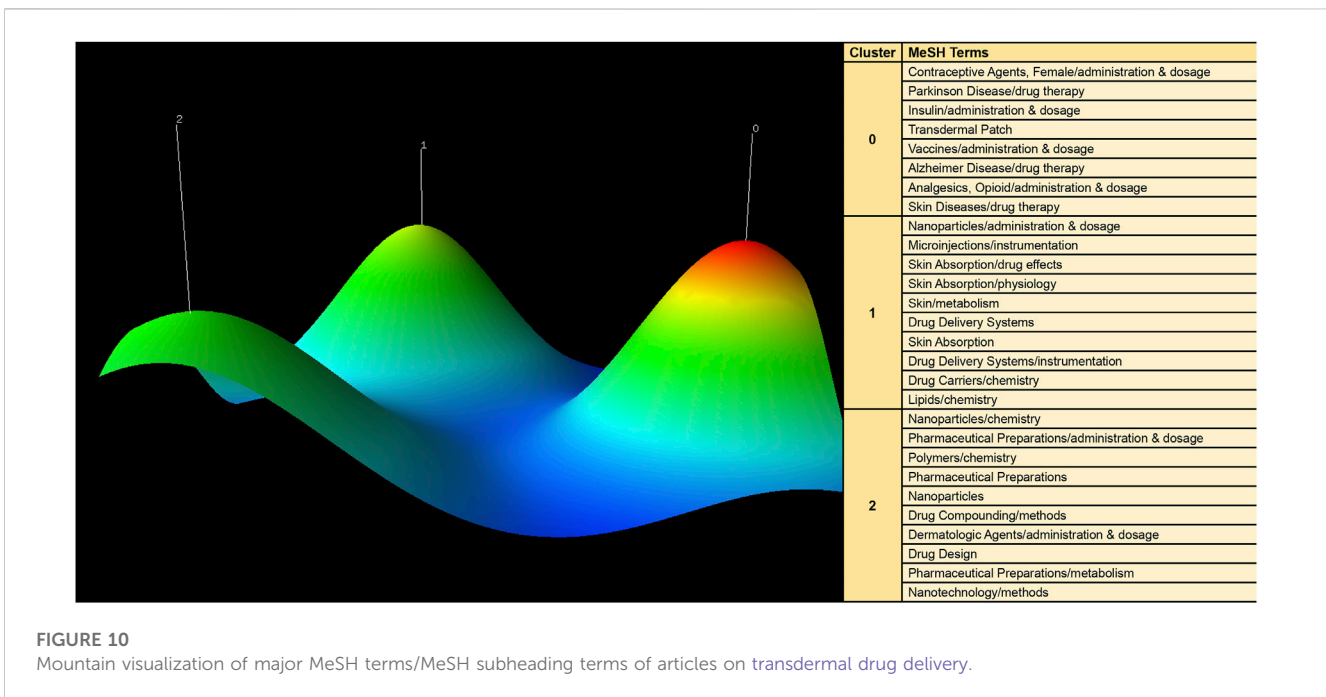 2
1
0
Cluster MeSH Terms
0
Contraceptive Agents, Female/administration & dosage
Parkinson Disease/drug therapy
Insulin/administration & dosage
Transdermal Patch
Vaccines/administration & dosage
Alzheimer Disease/drug therapy
Analgesics, Opioid/administration & dosage
Skin Diseases/drug therapy
1
Nanoparticles/administration & dosage
Microinjections/instrumentation
Skin Absorption/drug effects
Skin Absorption/physiology
Skin/metabolism
Drug Delivery Systems
Skin Absorption
Drug Delivery Systems/instrumentation
Drug Carriers/chemistry
Lipids/chemistry
2
Nanoparticles/chemistry
Pharmaceutical Preparations/administration & dosage
Polymers/chemistry
Pharmaceutical Preparations
Nanoparticles
Drug Compounding/methods
Dermatologic Agents/administration & dosage
Drug Design
Pharmaceutical Preparations/metabolism
Nanotechnology/methods
FIGURE 10
Mountain visualization of major MeSH terms/MeSH subheading terms of articles on transdermal drug delivery.